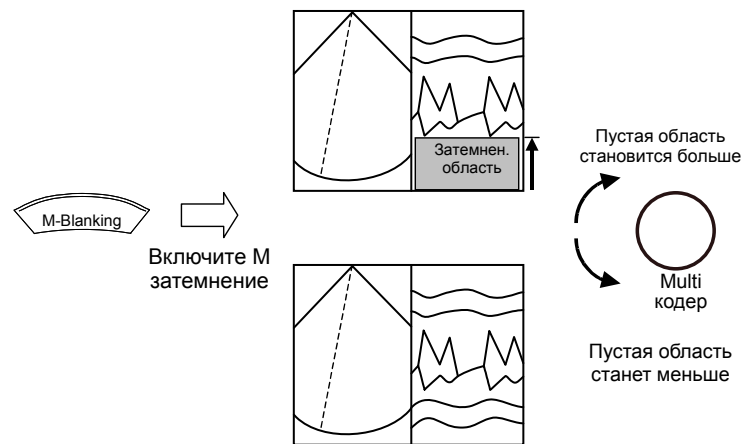 Затемнен.
область
Пустая область
становится больше
M-Blanking
Включите М
затемнение
Multi
кодер
Пустая область
станет меньше